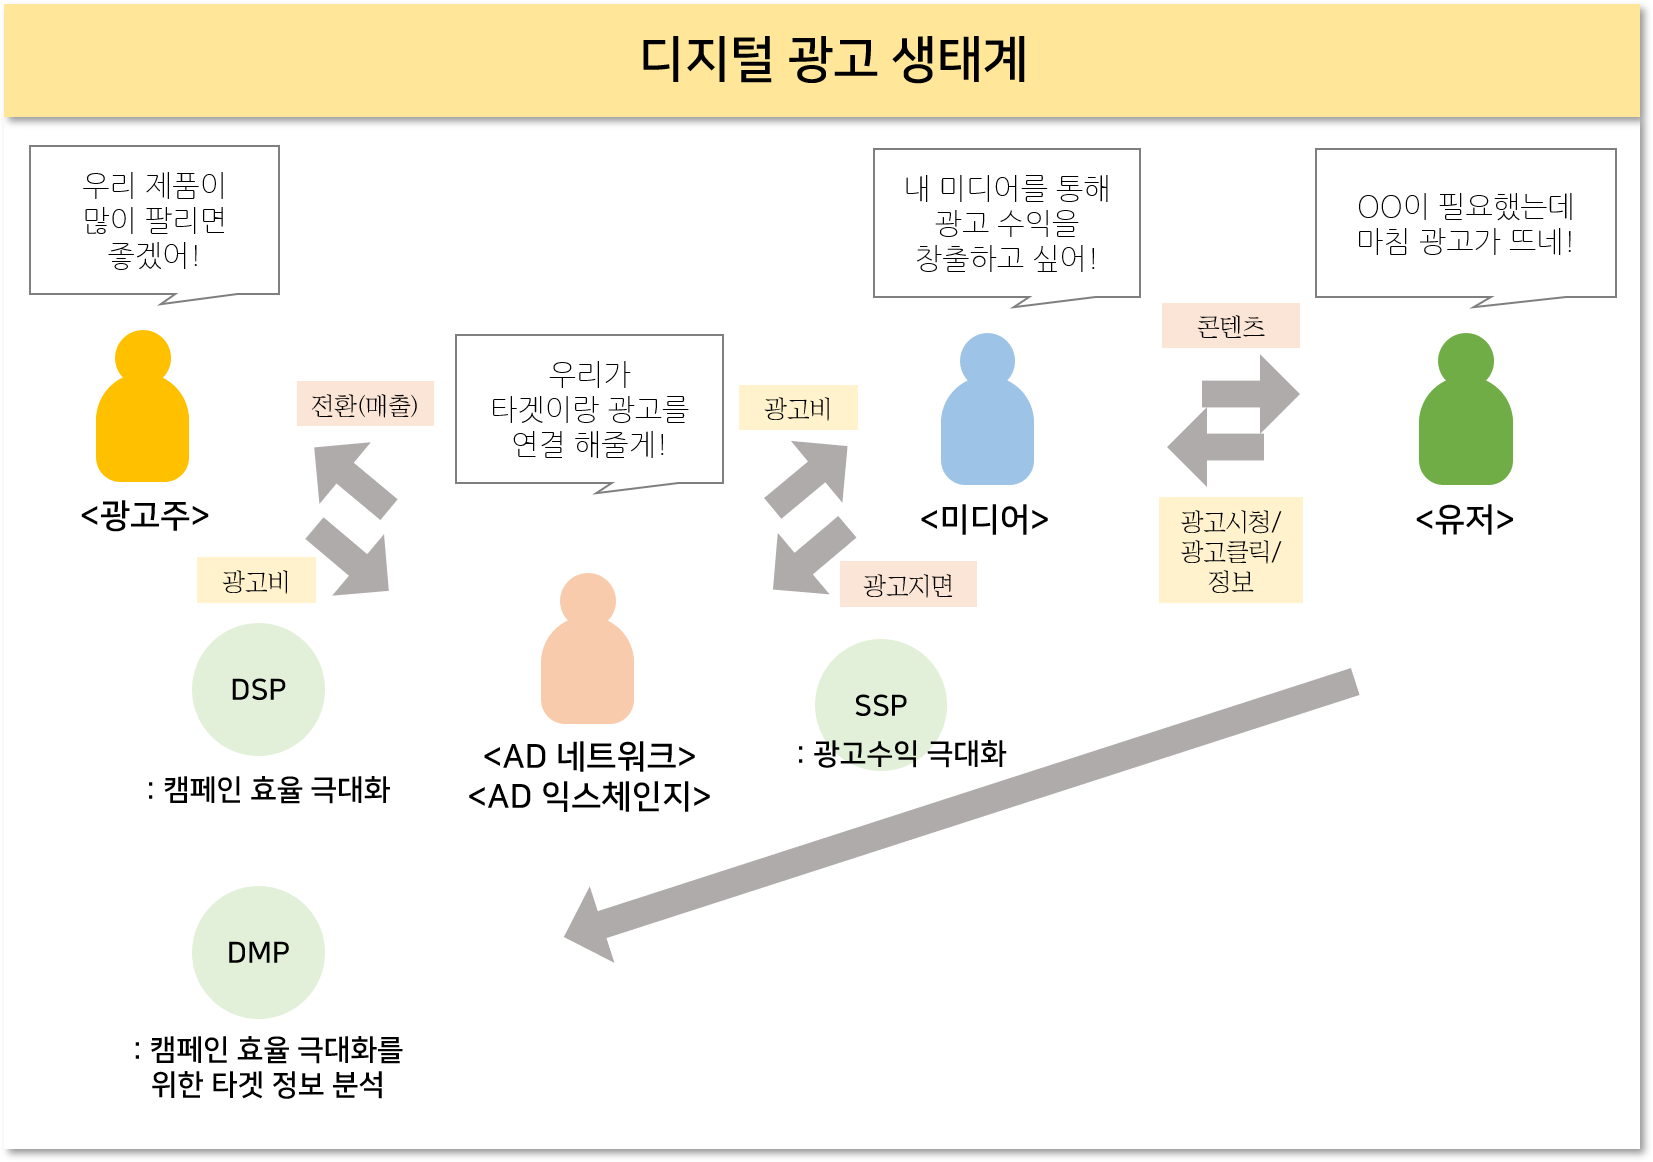 디지털 광고 생태계
우리 제품이
많이 팔리면
좋겠어!
<광고주>
전환(매출)
광고비
우리가
타겟이랑 광고를
연결 해줄게!
<AD 네트워크>
<AD 익스체인지>
광고비
광고지면
내 미디어를 통해
광고 수익을
창출하고 싶어!
<미디어>
콘텐츠
광고시청/
광고클릭/
정보
OO이 필요했는데
마침 광고가 뜨네!
<유저>
DSP
: 캠페인 효율 극대화
SSP
: 광고수익 극대화
DMP
: 캠페인 효율 극대화를
위한 타겟 정보 분석